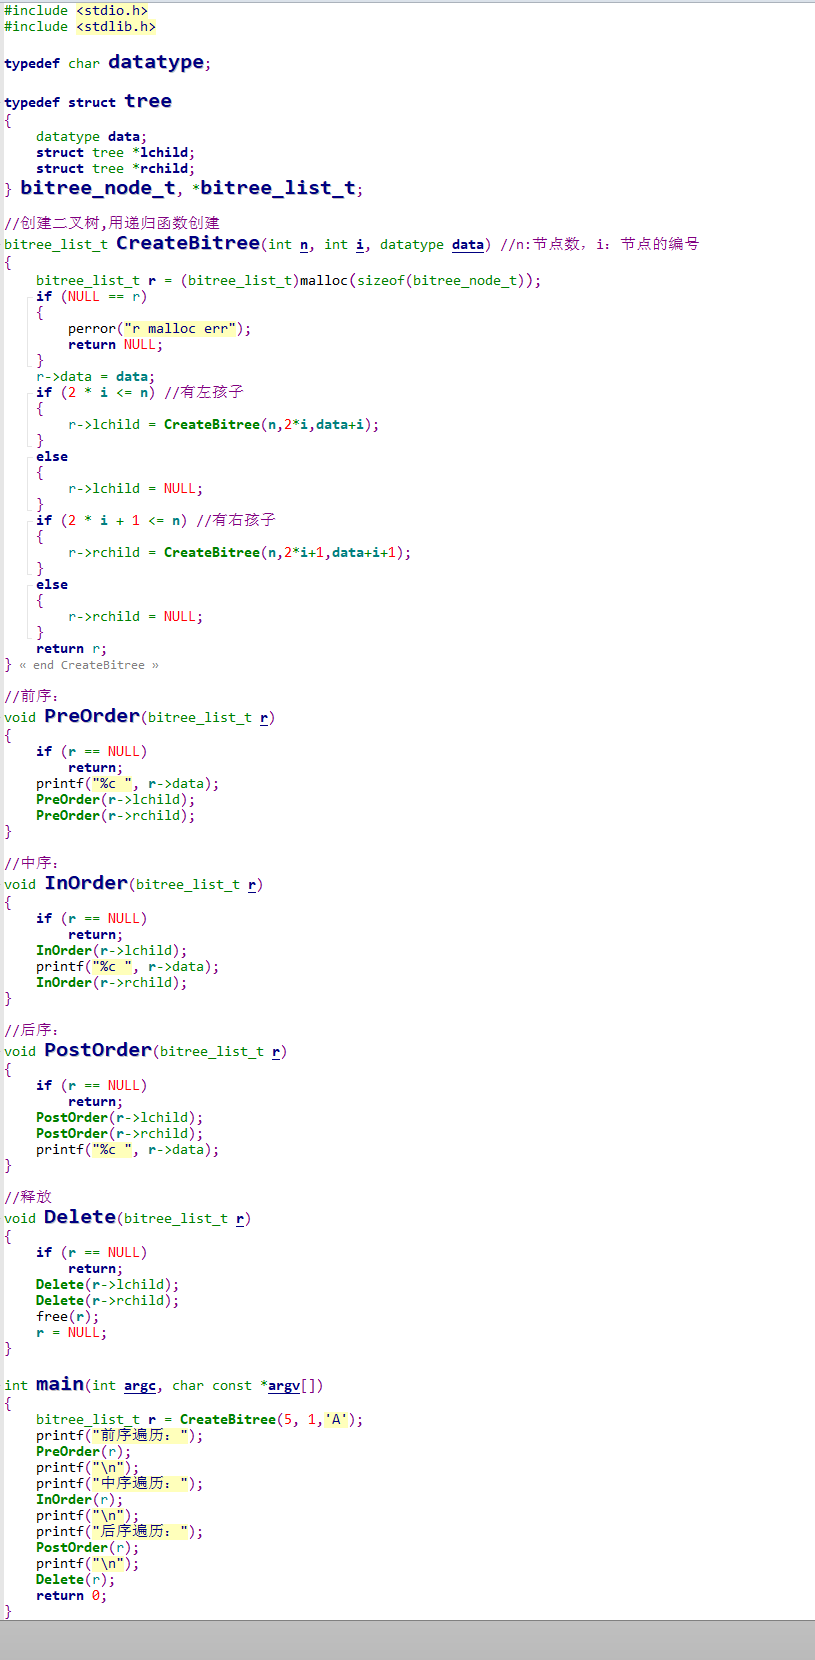 #include <stdio.h>
#include <stdlib.h>
typedef char datatype;
typedef struct tree
{
    datatype data;
    struct tree *lchild;
    struct tree *rchild;
} bitree_node_t, *bitree_list_t;
//创建二叉树,用递归函数创建
bitree_list_t CreateBitree(int n, int i, datatype data) //n:节点数，i：节点的编号
{
    bitree_list_t r = (bitree_list_t)malloc(sizeof(bitree_node_t));
    if (NULL == r)
    {
        perror("r malloc err");
        return NULL;
    }
    r->data = data;
    if (2 * i <= n) //有左孩子
    {
        r->lchild = CreateBitree(n,2*i,data+i);
    }
    else
    {
        r->lchild = NULL;
    }
    if (2 * i + 1 <= n) //有右孩子
    {
        r->rchild = CreateBitree(n,2*i+1,data+i+1);
    }
    else
    {
        r->rchild = NULL;
    }
    return r;
} « end CreateBitree »
//前序：
void PreOrder(bitree_list_t r)
{
    if (r == NULL)
        return;
    printf("%c ", r->data);
    PreOrder(r->lchild);
    PreOrder(r->rchild);
}
//中序：
void InOrder(bitree_list_t r)
{
    if (r == NULL)
        return;
    InOrder(r->lchild);
    printf("%c ", r->data);
    InOrder(r->rchild);
}
//后序：
void PostOrder(bitree_list_t r)
{
    if (r == NULL)
        return;
    PostOrder(r->lchild);
    PostOrder(r->rchild);
    printf("%c ", r->data);
}
//释放
void Delete(bitree_list_t r)
{
    if (r == NULL)
        return;
    Delete(r->lchild);
    Delete(r->rchild);
    free(r);
    r = NULL;
}
int main(int argc, char const *argv[])
{
    bitree_list_t r = CreateBitree(5, 1,'A');
    printf("前序遍历：");
    PreOrder(r);
    printf("\n");
    printf("中序遍历：");
    InOrder(r);
    printf("\n");
    printf("后序遍历：");
    PostOrder(r);
    printf("\n");
    Delete(r);
    return 0;
}